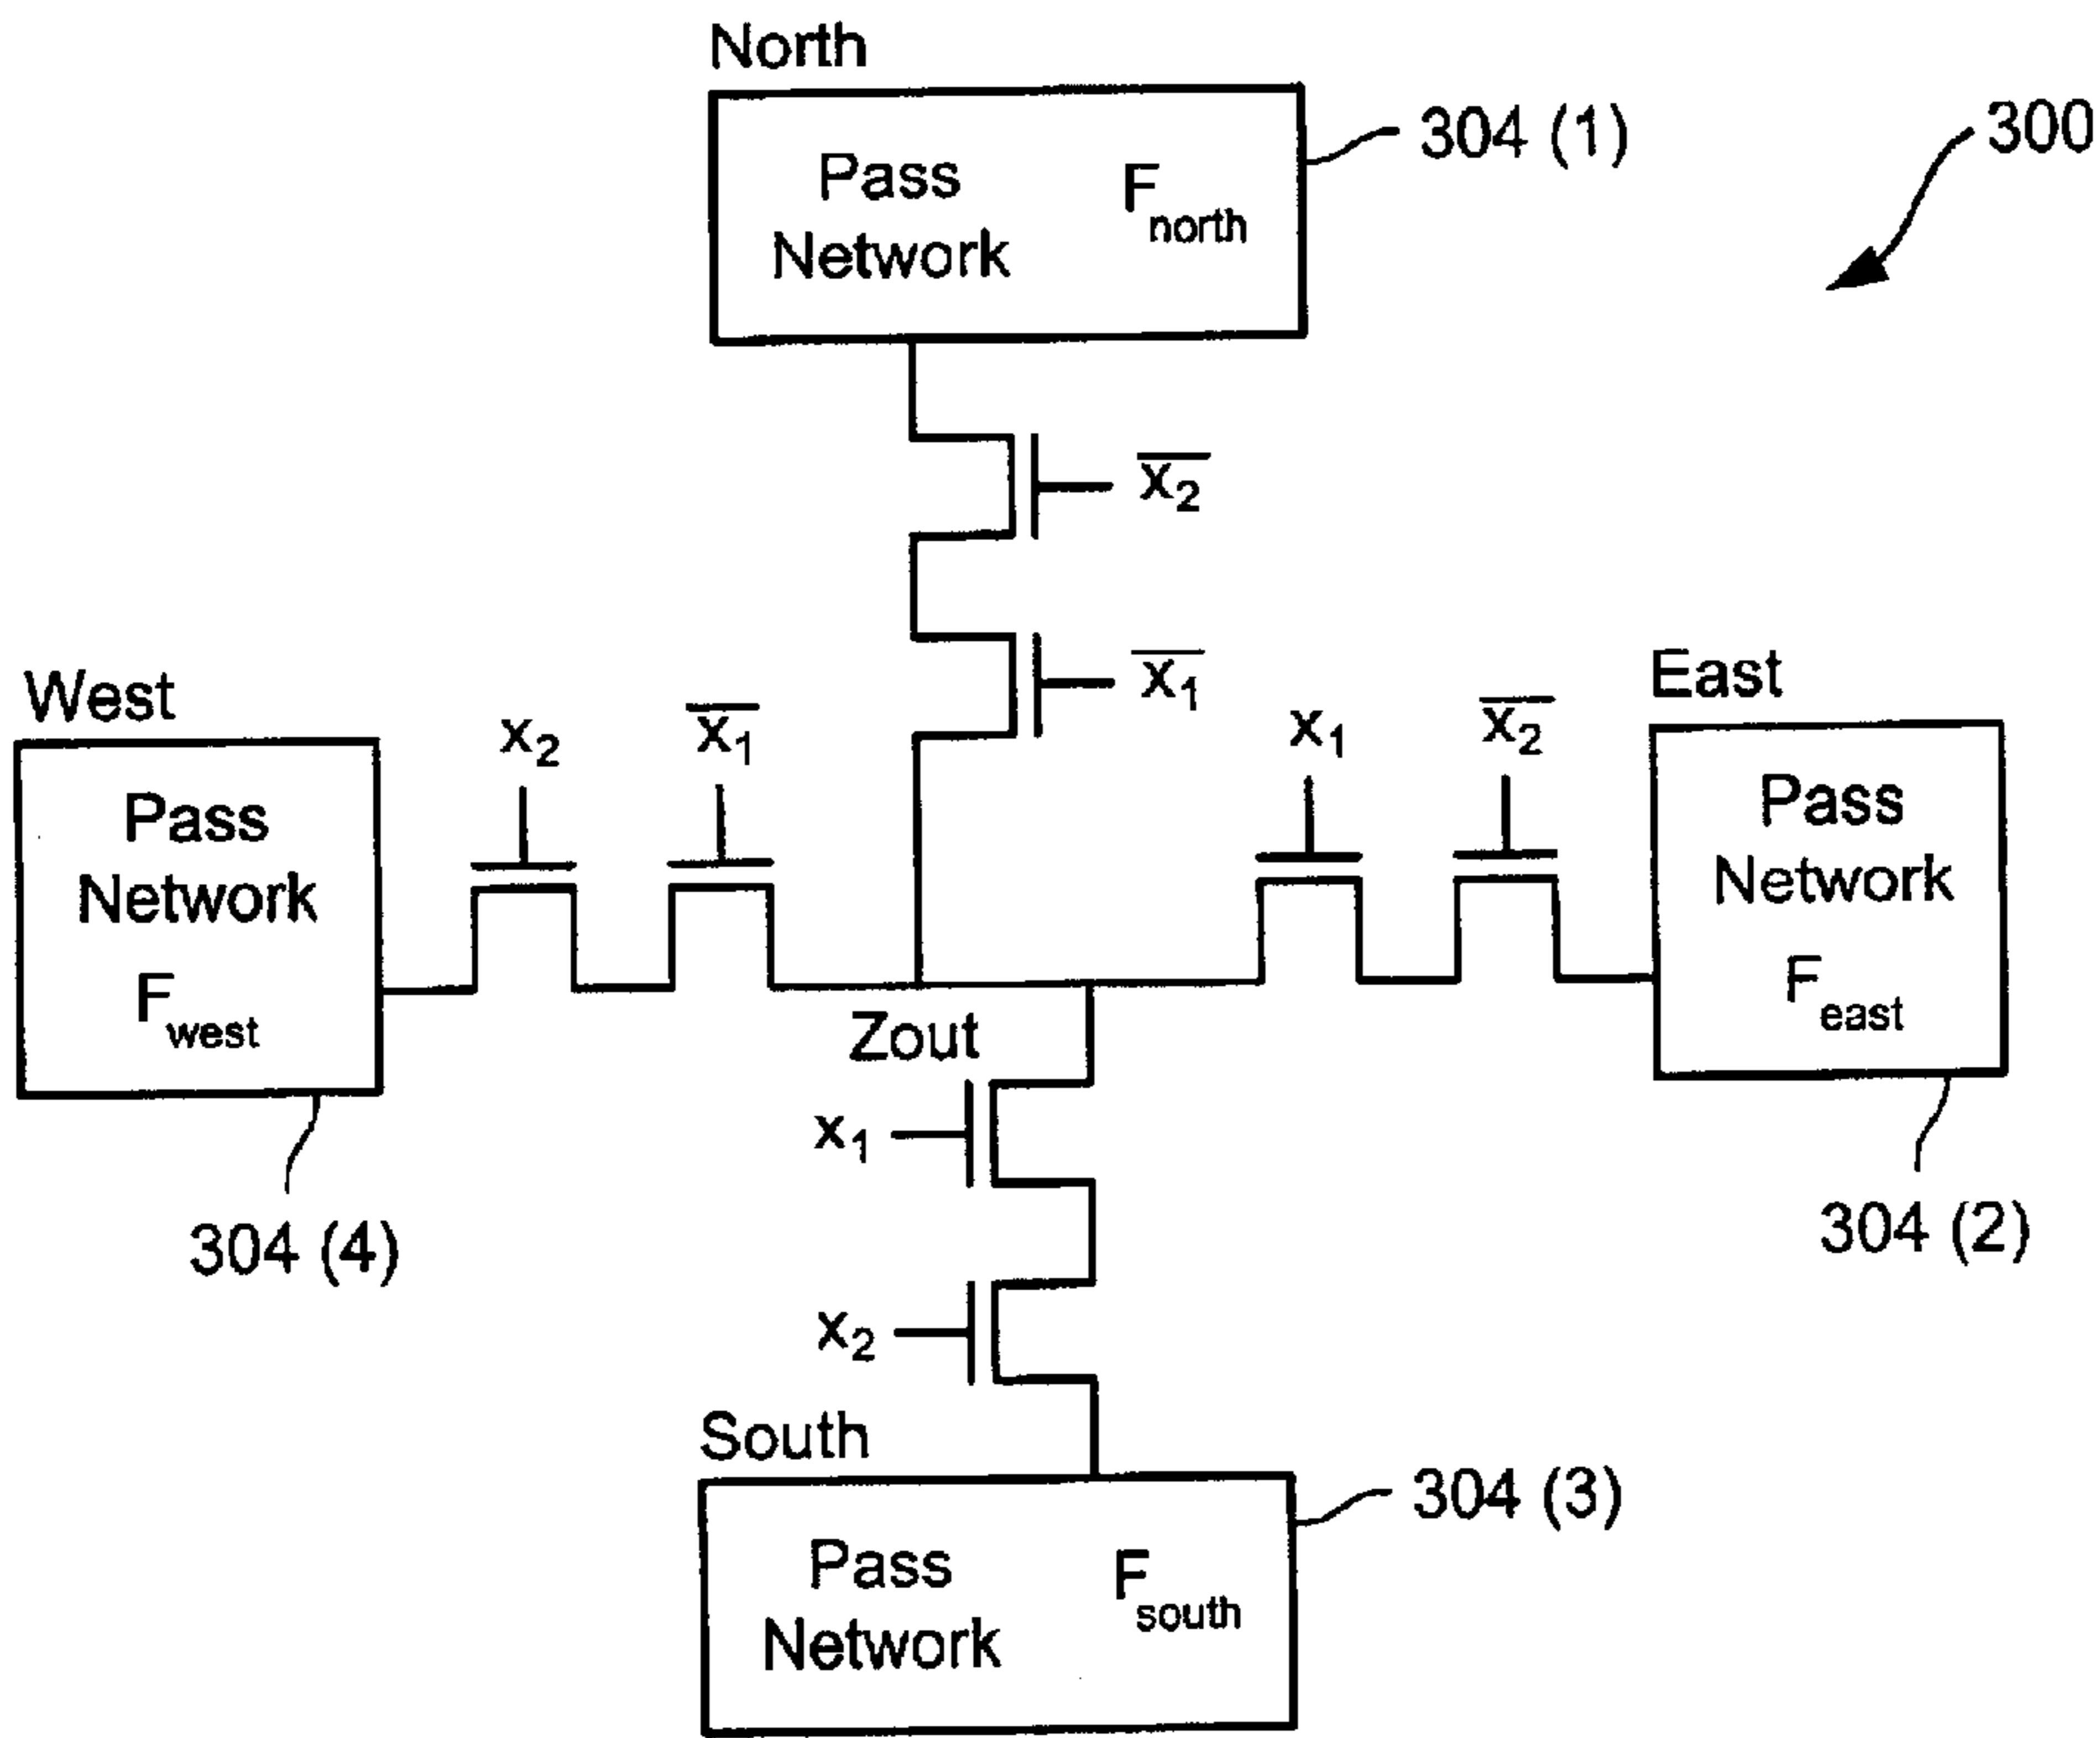 North
304 (1)
300
Pass
Network
F_north
x̅₂
x̅₁
West
x₂
x̅₁
x₁
x̅₂
East
Pass
Network
F_west
Pass
Network
F_east
Zout
x₁
304 (4)
304 (2)
x₂
South
304 (3)
Pass
Network
F_south